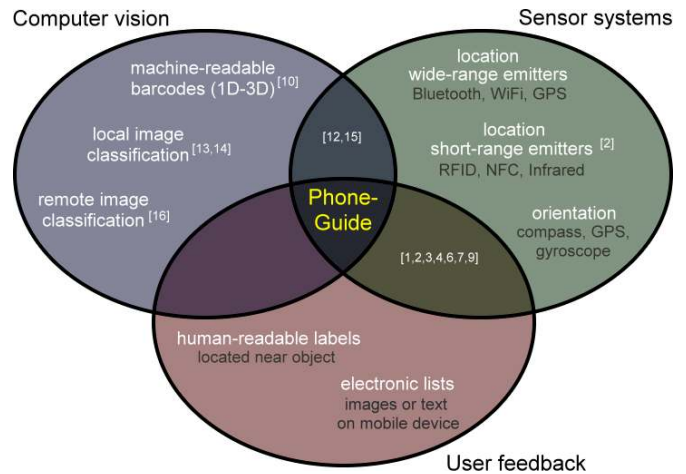 Computer vision
Sensor systems
machine-readable
barcodes (1D-3D) [10]
local image
classification [13,14]
remote image
classification [16]
[12,15]
location
wide-range emitters
Bluetooth, WiFi, GPS
location
short-range emitters [2]
RFID, NFC, Infrared
orientation
compass, GPS,
gyroscope
Phone-
Guide
[1,2,3,4,6,7,9]
human-readable labels
located near object
electronic lists
images or text
on mobile device
User feedback